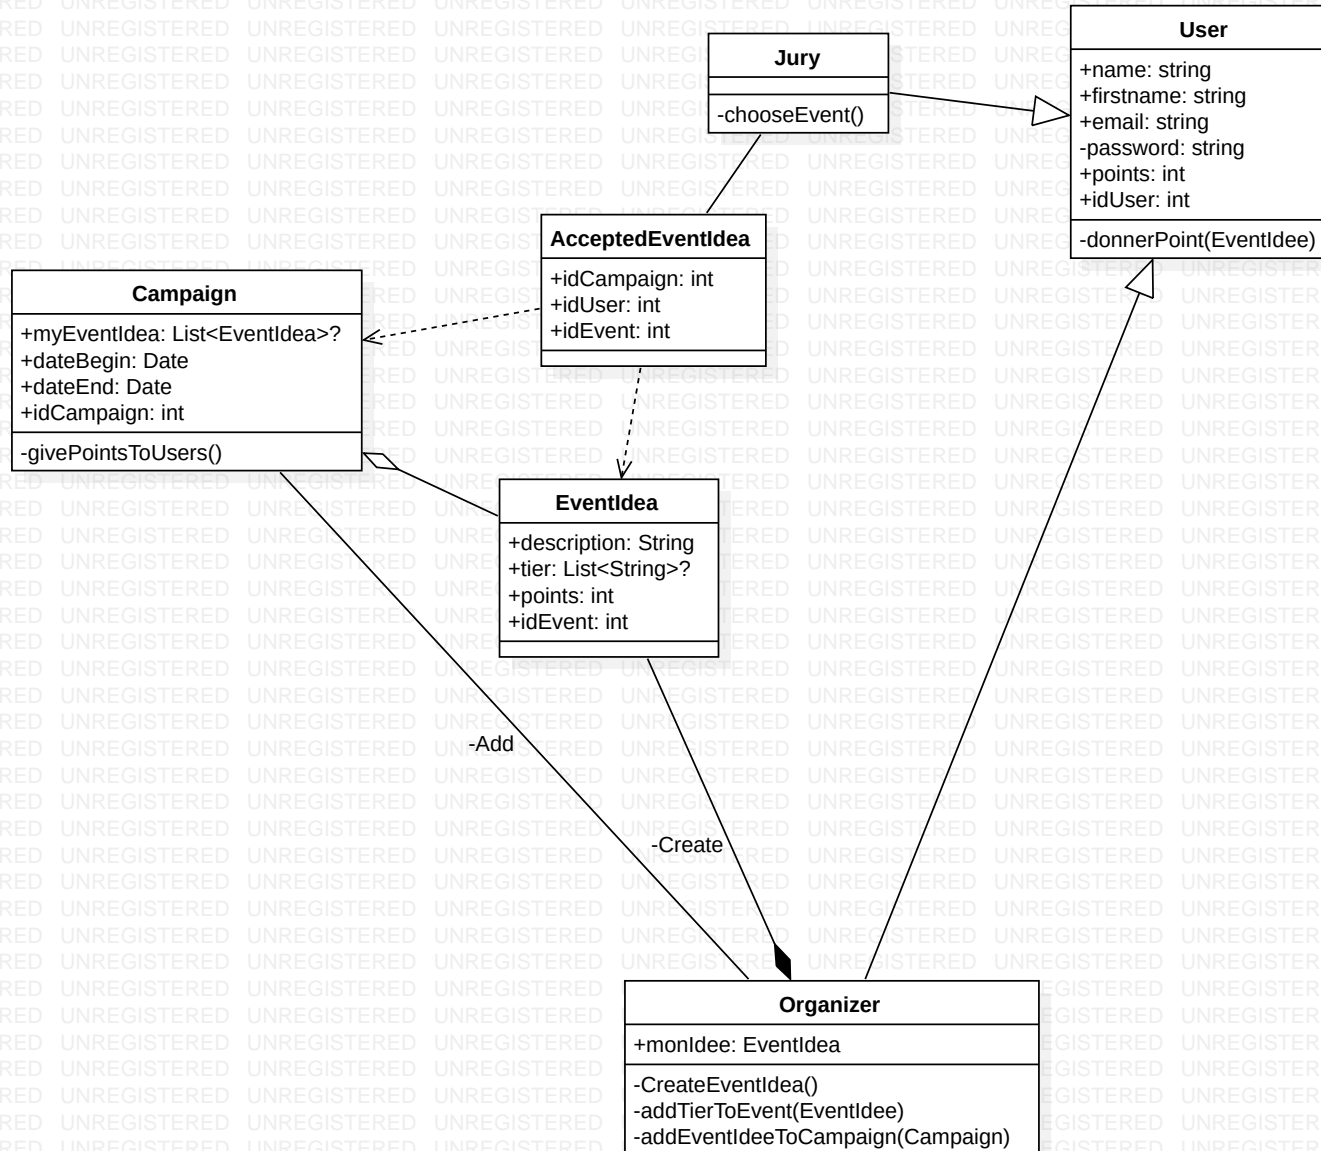 User
+name: string
+firstname: string
+email: string
-password: string
+points: int
+idUser: int
-donnerPoint(EventIdee)
Jury
-chooseEvent()
AcceptedEventIdea
+idCampaign: int
+idUser: int
+idEvent: int
Campaign
+myEventIdea: List<EventIdea>?
+dateBegin: Date
+dateEnd: Date
+idCampaign: int
-givePointsToUsers()
EventIdea
+description: String
+tier: List<String>?
+points: int
+idEvent: int
-Add
-Create
Organizer
+monIdee: EventIdea
-CreateEventIdea()
-addTierToEvent(EventIdee)
-addEventIdeeToCampaign(Campaign)
UNREGISTERED